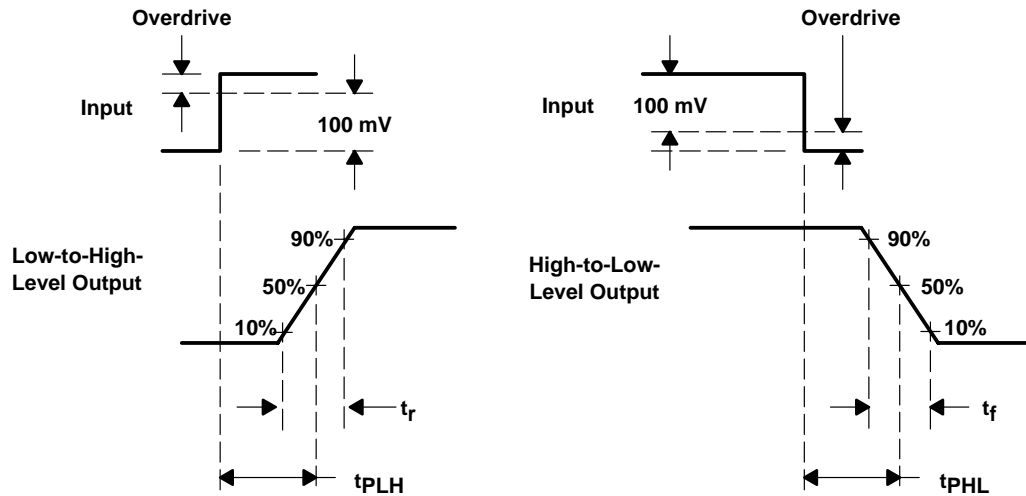 Overdrive
Input
100 mV
Low-to-High-
Level Output
90%
50%
10%
tr
tPLH
Overdrive
Input
100 mV
High-to-Low-
Level Output
90%
50%
10%
tf
tPHL